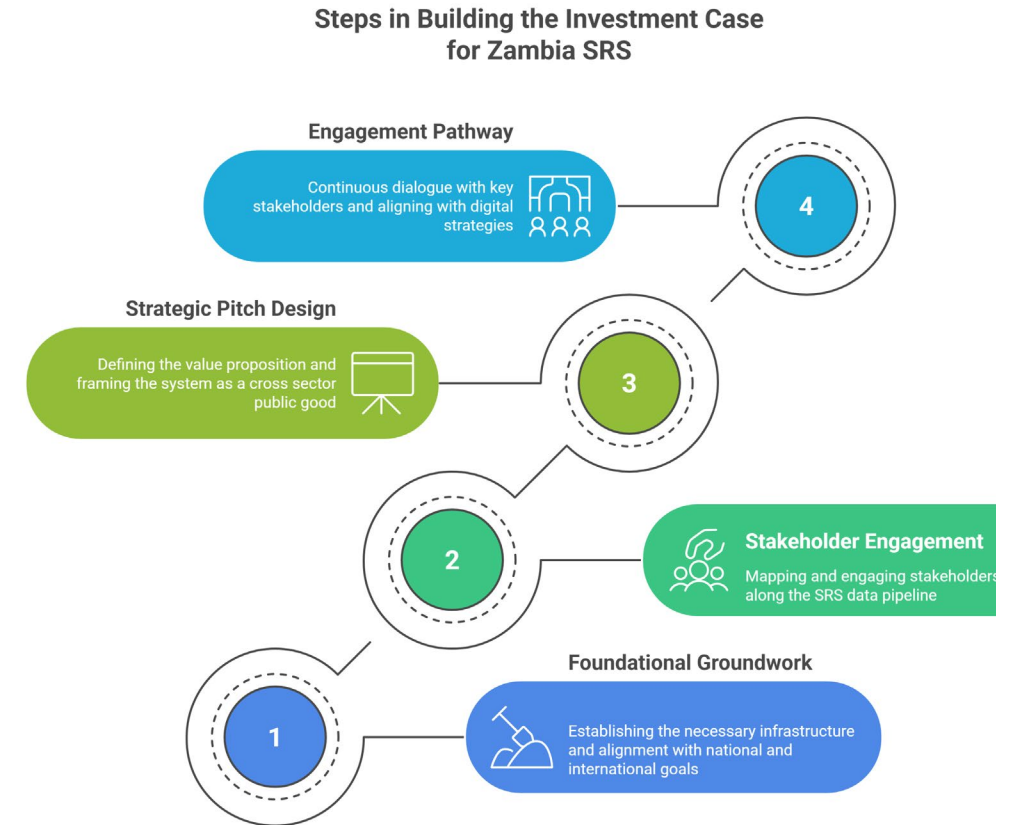 Steps in Building the Investment Case
for Zambia SRS
Engagement Pathway
Continuous dialogue with key
stakeholders and aligning with digital
strategies
4
Strategic Pitch Design
Defining the value proposition and
framing the system as a cross sector
public good
3
2
Stakeholder Engagement
Mapping and engaging stakeholders
along the SRS data pipeline
Foundational Groundwork
1
Establishing the necessary infrastructure
and alignment with national and
international goals